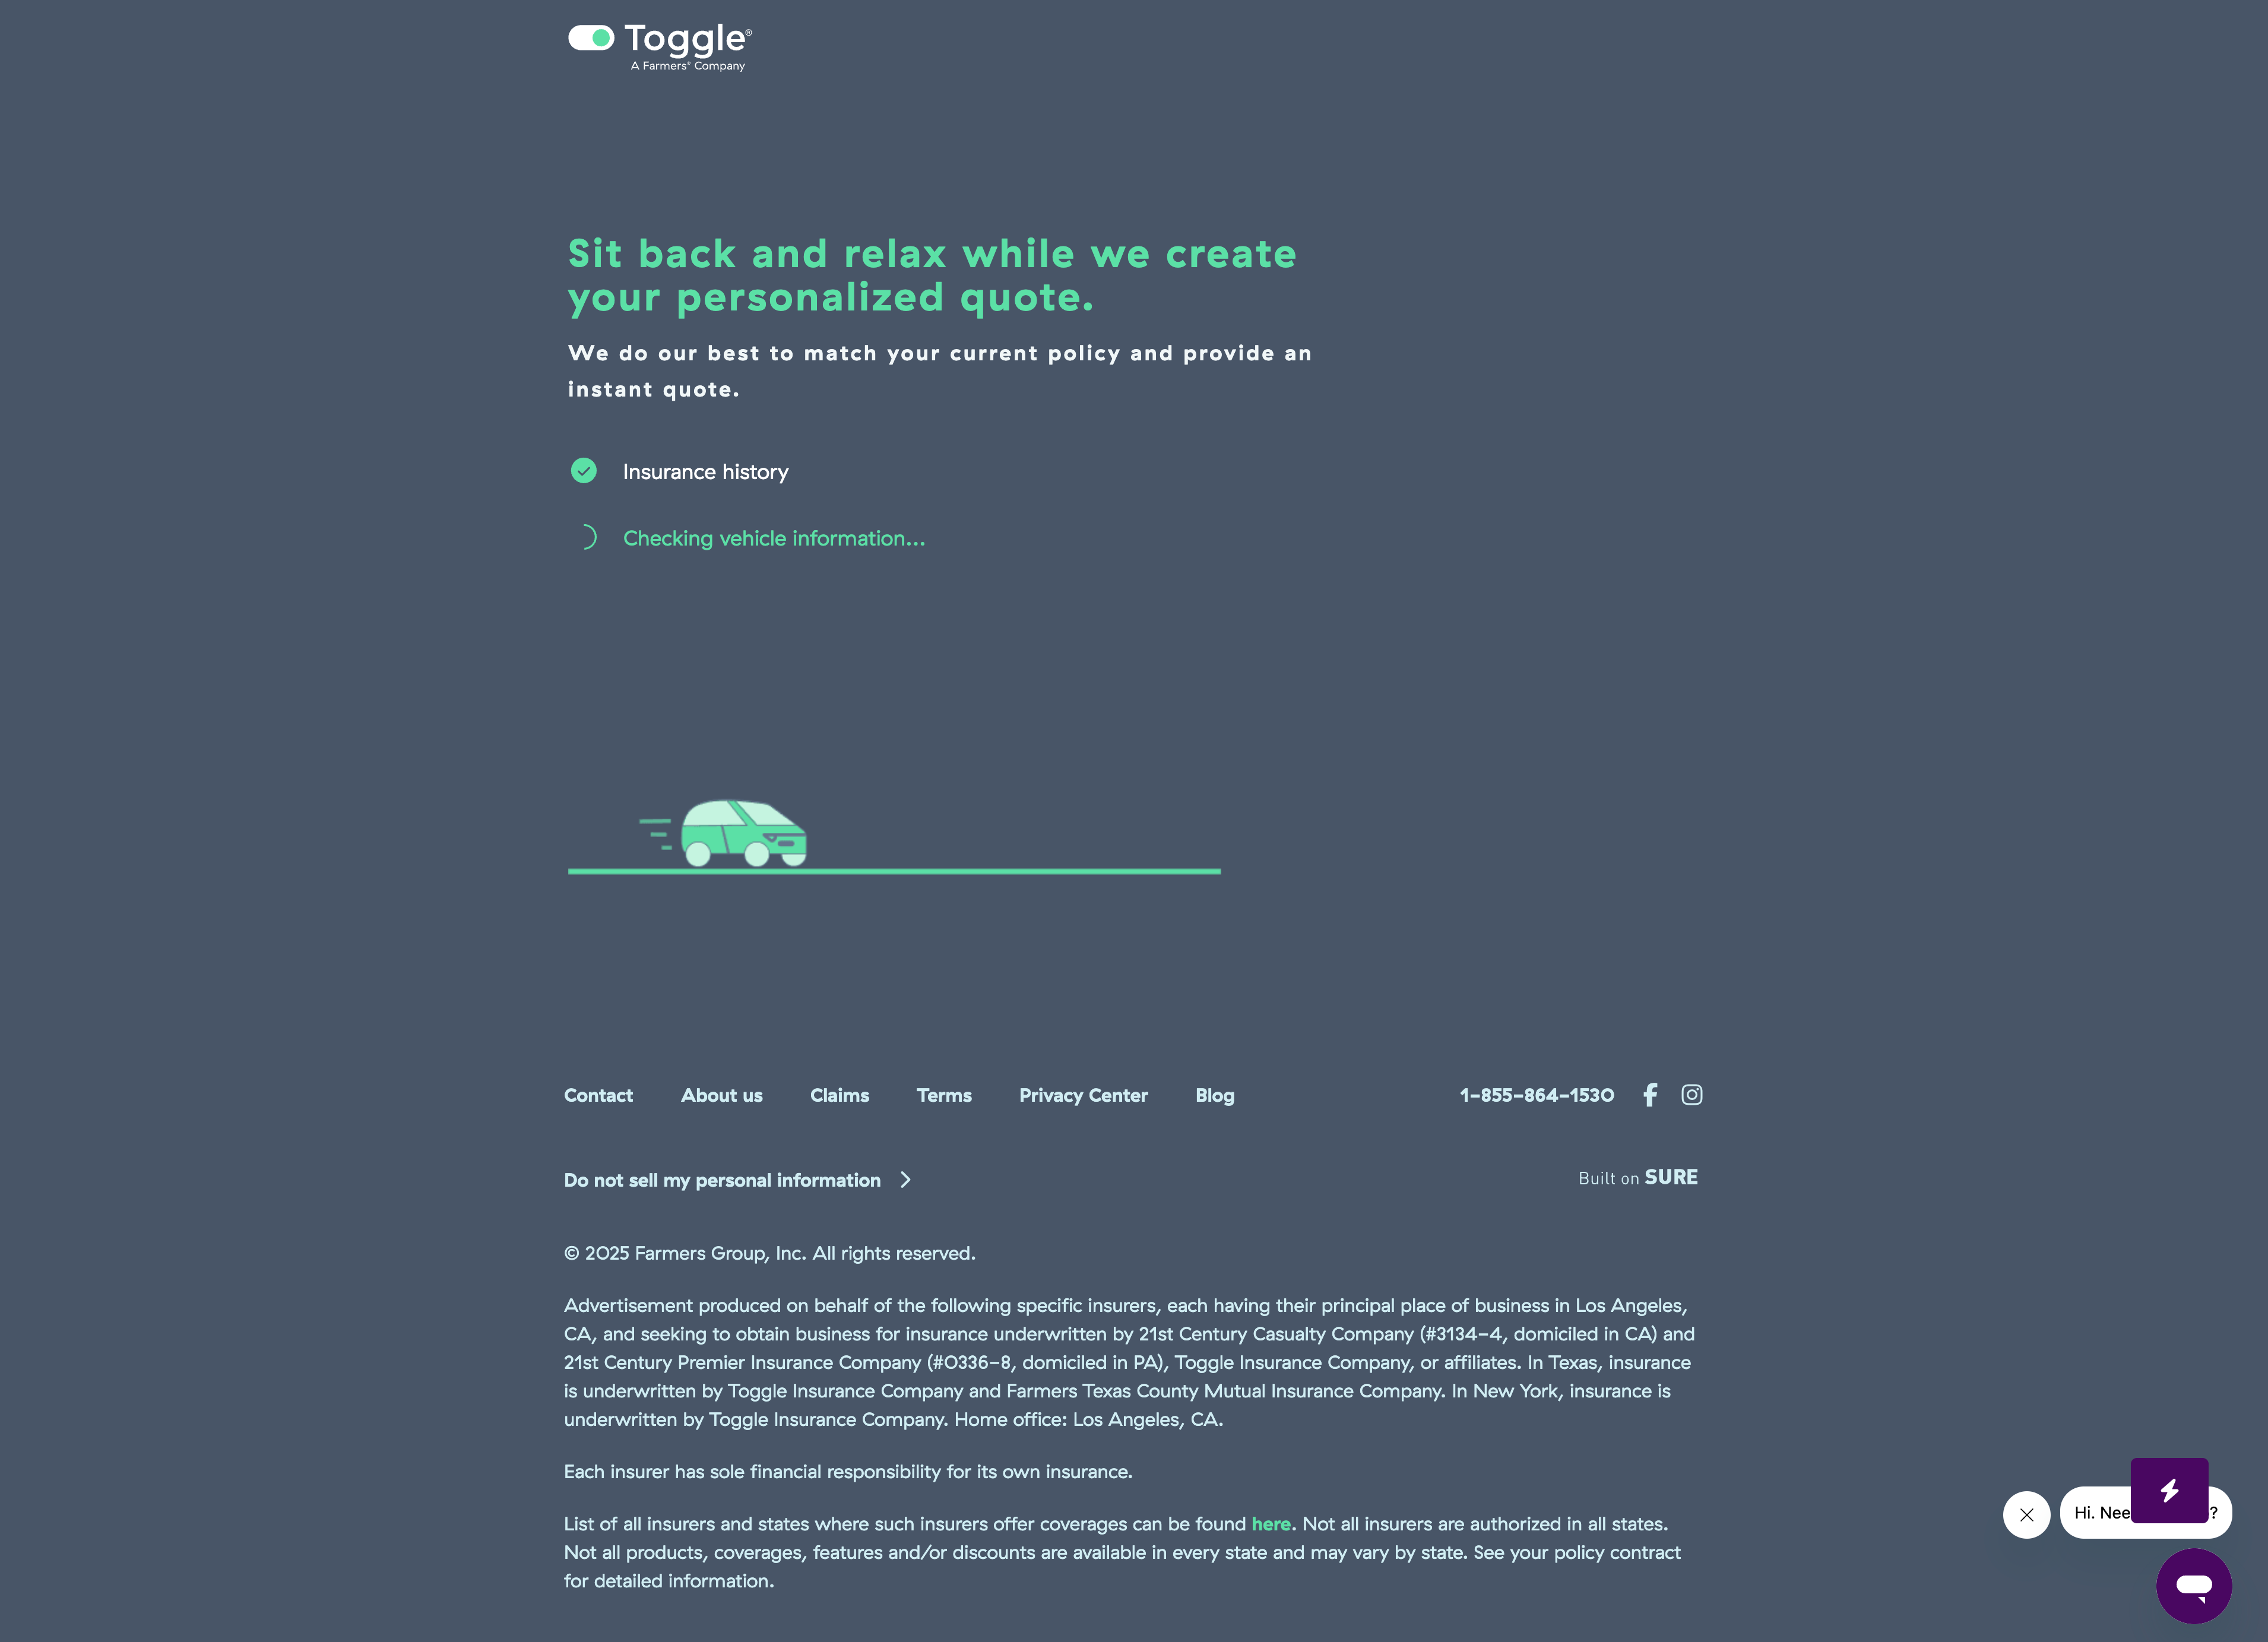 Toggle®
A Farmers® Company
Sit back and relax while we create
your personalized quote.
We do our best to match your current policy and provide an
instant quote.
Insurance history
Checking vehicle information...
Contact About us Claims Terms Privacy Center Blog 1-855-864-1530
Do not sell my personal information
Built on SURE
© 2025 Farmers Group, Inc. All rights reserved.
Advertisement produced on behalf of the following specific insurers, each having their principal place of business in Los Angeles,
CA, and seeking to obtain business for insurance underwritten by 21st Century Casualty Company (#3134-4, domiciled in CA) and
21st Century Premier Insurance Company (#0336-8, domiciled in PA), Toggle Insurance Company, or affiliates. In Texas, insurance
is underwritten by Toggle Insurance Company and Farmers Texas County Mutual Insurance Company. In New York, insurance is
underwritten by Toggle Insurance Company. Home office: Los Angeles, CA.
Each insurer has sole financial responsibility for its own insurance.
List of all insurers and states where such insurers offer coverages can be found here. Not all insurers are authorized in all states.
Not all products, coverages, features and/or discounts are available in every state and may vary by state. See your policy contract
for detailed information.
Hi. ?